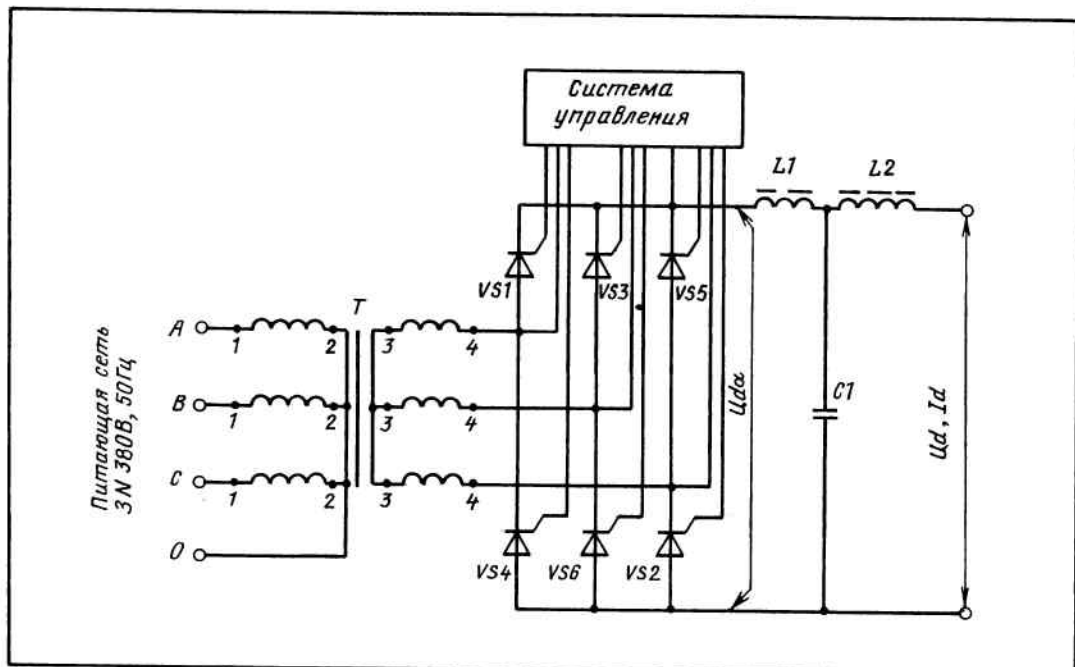 Система
управления
L1
L2
VS1
VS3
VS5
T
Питающая сеть
3N 380В, 50Гц
A
1
2
3
4
B
1
2
3
4
C
1
2
3
4
0
Udα
C1
Ud, Id
VS4
VS6
VS2